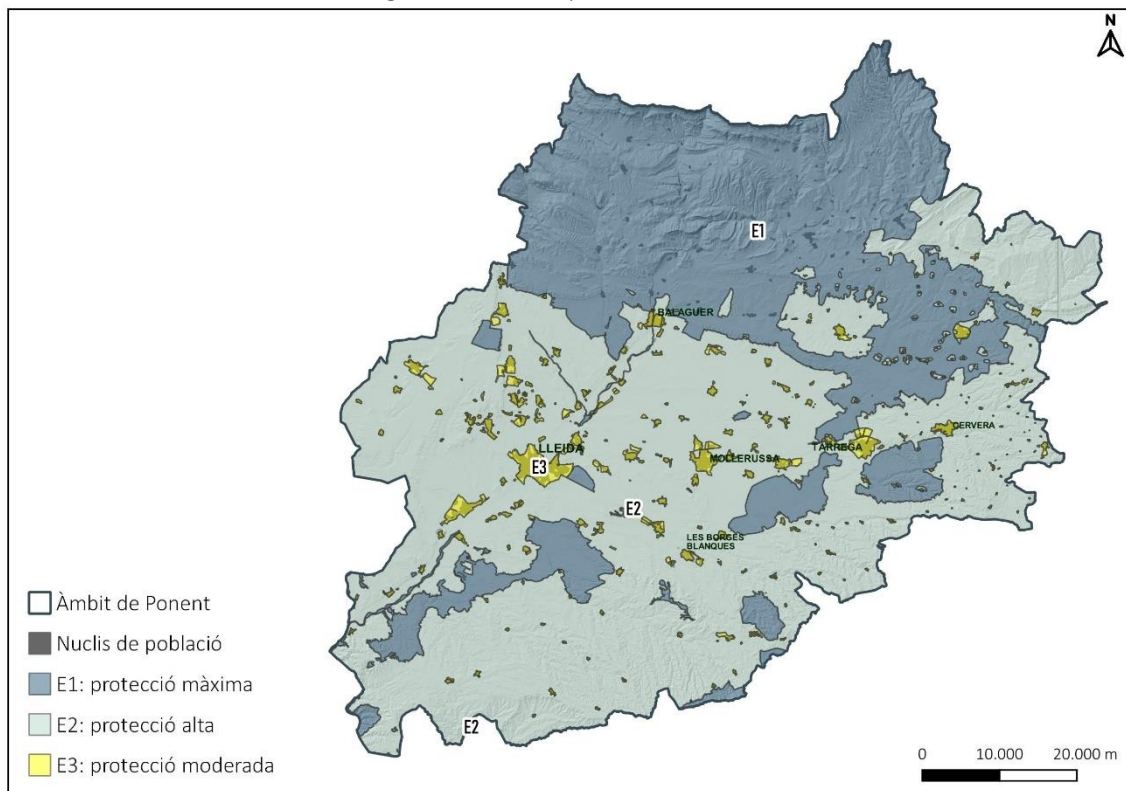 N
E1
BALAGUER
CERVERA
TÀRREGA
LLEIDA
MOLLERUSSA
E3
E2
LES BORGES
BLANQUES
E2
Àmbit de Ponent
Nuclis de població
E1: protecció màxima
E2: protecció alta
E3: protecció moderada
0 10.000 20.000 m